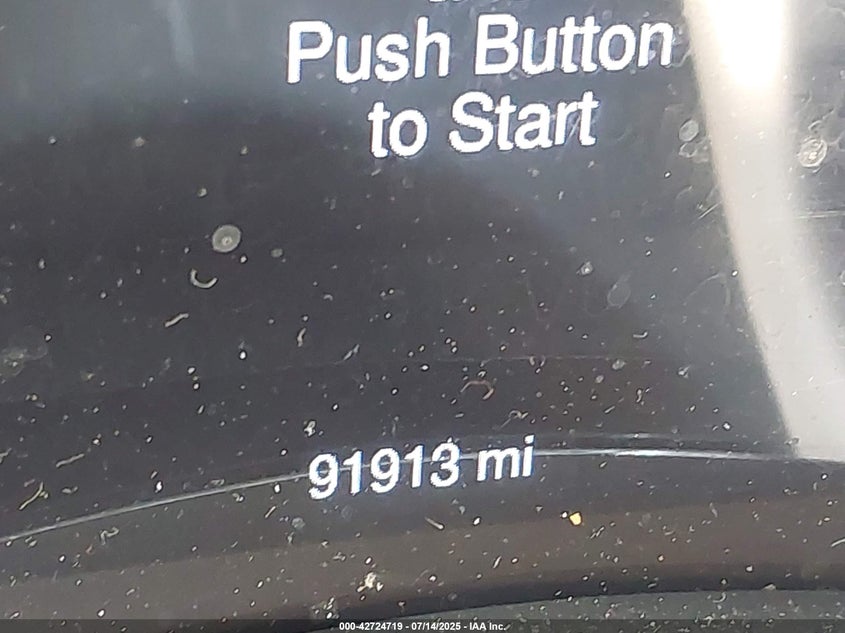 Push Button
to Start
91913 mi
000-42724719 - 07/14/2025 - IAA Inc.